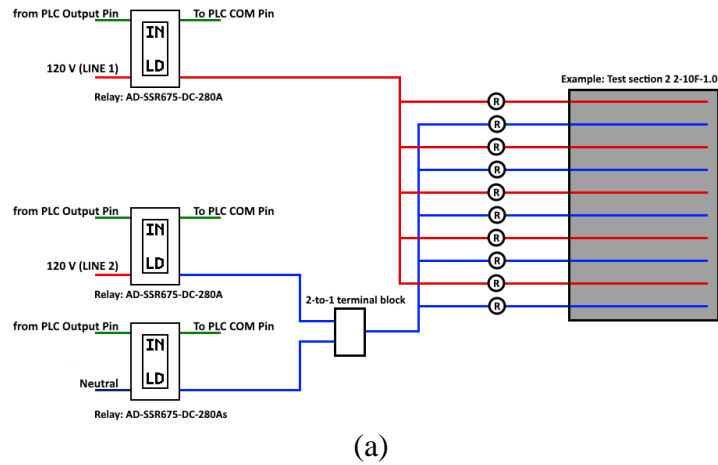 from PLC Output Pin
To PLC COM Pin
IN
LD
120 V (LINE 1)
Relay: AD-SSR675-DC-280A
Example: Test section 2 2-10F-1.0
R
R
R
R
R
R
R
R
R
R
from PLC Output Pin
To PLC COM Pin
IN
LD
120 V (LINE 2)
Relay: AD-SSR675-DC-280A
2-to-1 terminal block
from PLC Output Pin
To PLC COM Pin
IN
LD
Neutral
Relay: AD-SSR675-DC-280As
(a)